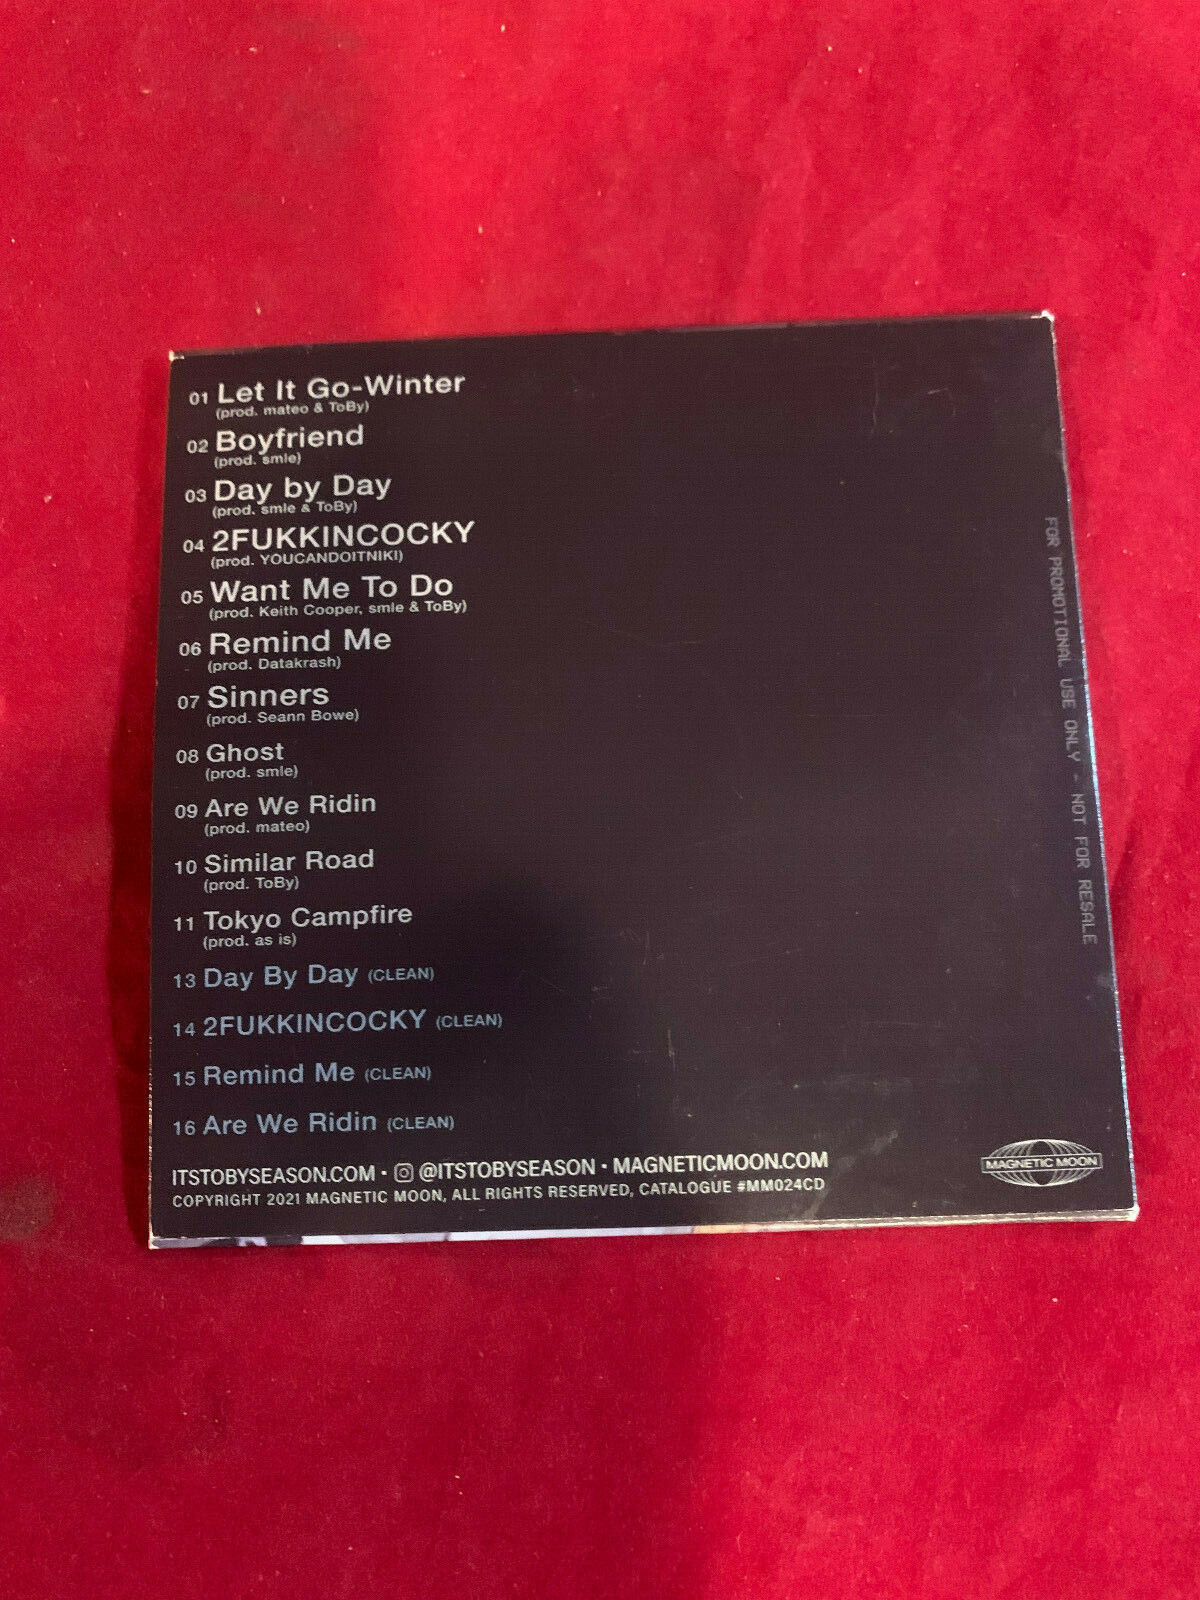 01 Let It Go-Winter
(prod. mateo & ToBy)
02 Boyfriend
(prod. smle)
03 Day by Day
(prod. smle & ToBy)
04 2FUKKINCOCKY
(prod. YOUCANDOITNIKI)
05 Want Me To Do
(prod. Keith Cooper, smle & ToBy)
06 Remind Me
(prod. Datakrash)
07 Sinners
(prod. Seann Bowe)
08 Ghost
(prod. smle)
09 Are We Ridin
(prod. mateo)
10 Similar Road
(prod. ToBy)
11 Tokyo Campfire
(prod. as is)
13 Day By Day (CLEAN)
14 2FUKKINCOCKY (CLEAN)
15 Remind Me (CLEAN)
16 Are We Ridin (CLEAN)
ITSTOBYSEASON.COM • @ITSTOBYSEASON • MAGNETICMOON.COM
COPYRIGHT 2021 MAGNETIC MOON, ALL RIGHTS RESERVED, CATALOGUE #MM024CD
MAGNETIC MOON
FOR PROMOTIONAL USE ONLY - NOT FOR RESALE